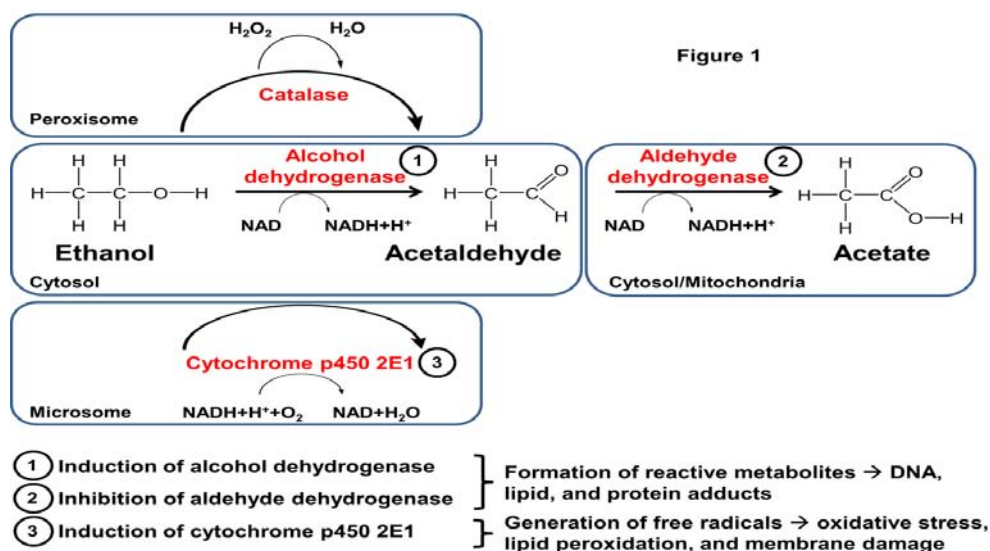 H₂O₂ H₂O
Figure 1
Catalase
Peroxisome
Alcohol
dehydrogenase
1
Aldehyde
dehydrogenase
2
H H
H C C O H
H H
H
H C C O
H H
H
H C C O
H O H
NAD NADH+H⁺
NAD NADH+H⁺
Ethanol
Acetaldehyde
Acetate
Cytosol
Cytosol/Mitochondria
Cytochrome p450 2E1 3
Microsome
NADH+H⁺+O₂ NAD+H₂O
1 Induction of alcohol dehydrogenase
2 Inhibition of aldehyde dehydrogenase
Formation of reactive metabolites → DNA,
lipid, and protein adducts
3 Induction of cytochrome p450 2E1
Generation of free radicals → oxidative stress,
lipid peroxidation, and membrane damage